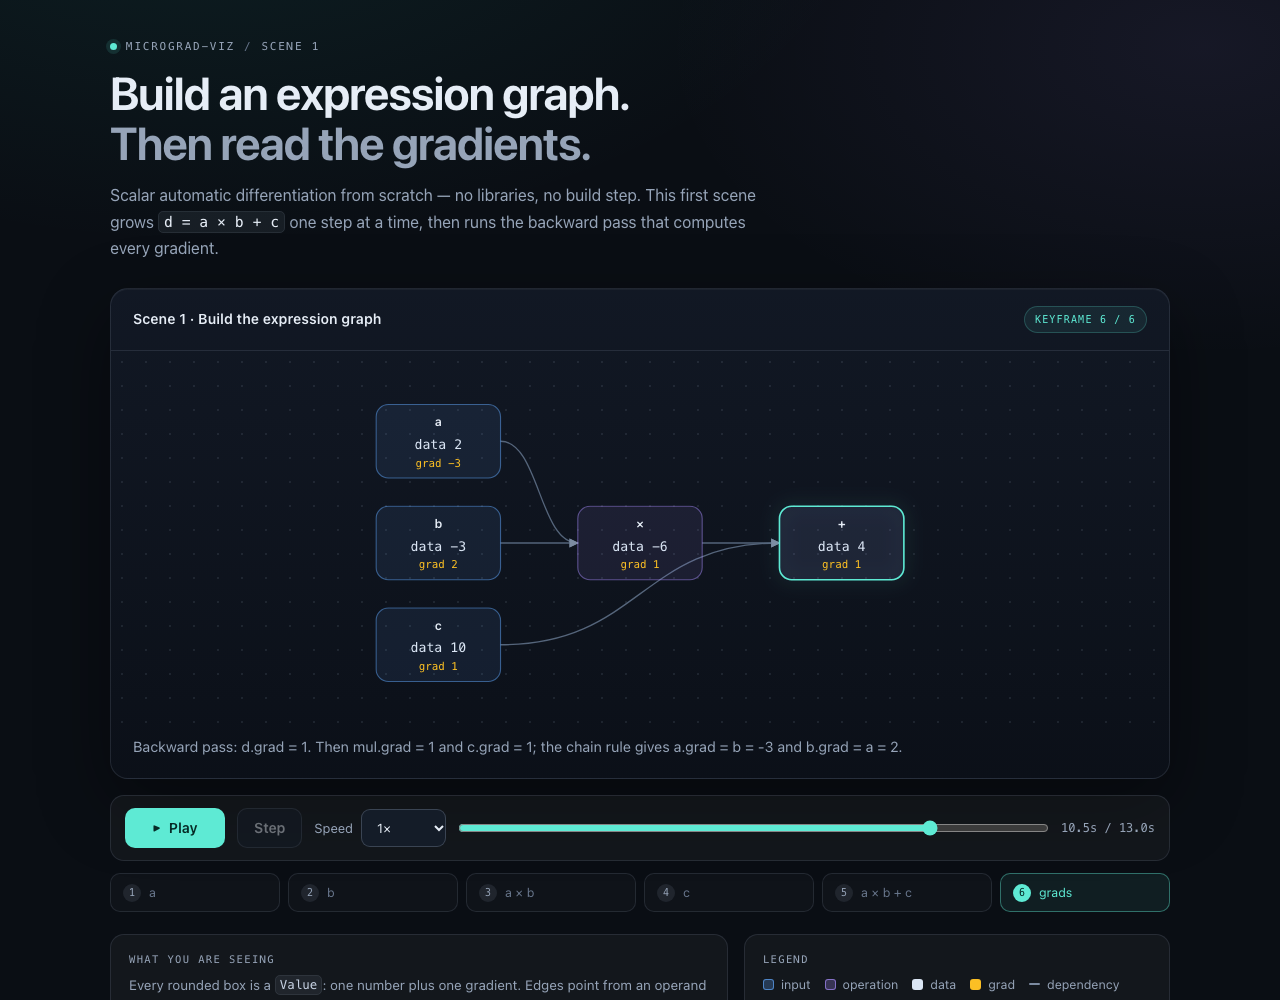 MICROGRAD-VIZ / SCENE 1
Build an expression graph.
Then read the gradients.
Scalar automatic differentiation from scratch — no libraries, no build step. This first scene
grows d = a × b + c one step at a time, then runs the backward pass that computes
every gradient.
Scene 1 · Build the expression graph
KEYFRAME 6 / 6
a
data 2
grad −3
b
data −3
grad 2
×
data −6
grad 1
+
data 4
grad 1
c
data 10
grad 1
Backward pass: d.grad = 1. Then mul.grad = 1 and c.grad = 1; the chain rule gives a.grad = b = -3 and b.grad = a = 2.
Play
Step
Speed
1×
10.5s / 13.0s
1 a
2 b
3 a × b
4 c
5 a × b + c
6 grads
WHAT YOU ARE SEEING
Every rounded box is a Value: one number plus one gradient. Edges point from an operand
LEGEND
input
operation
data
grad
dependency